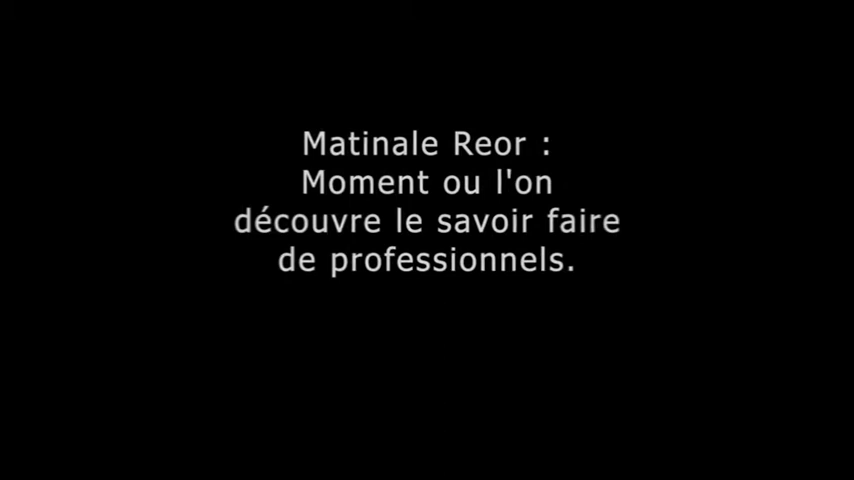 Matinale Reor :
Moment ou l'on
découvre le savoir faire
de professionnels.